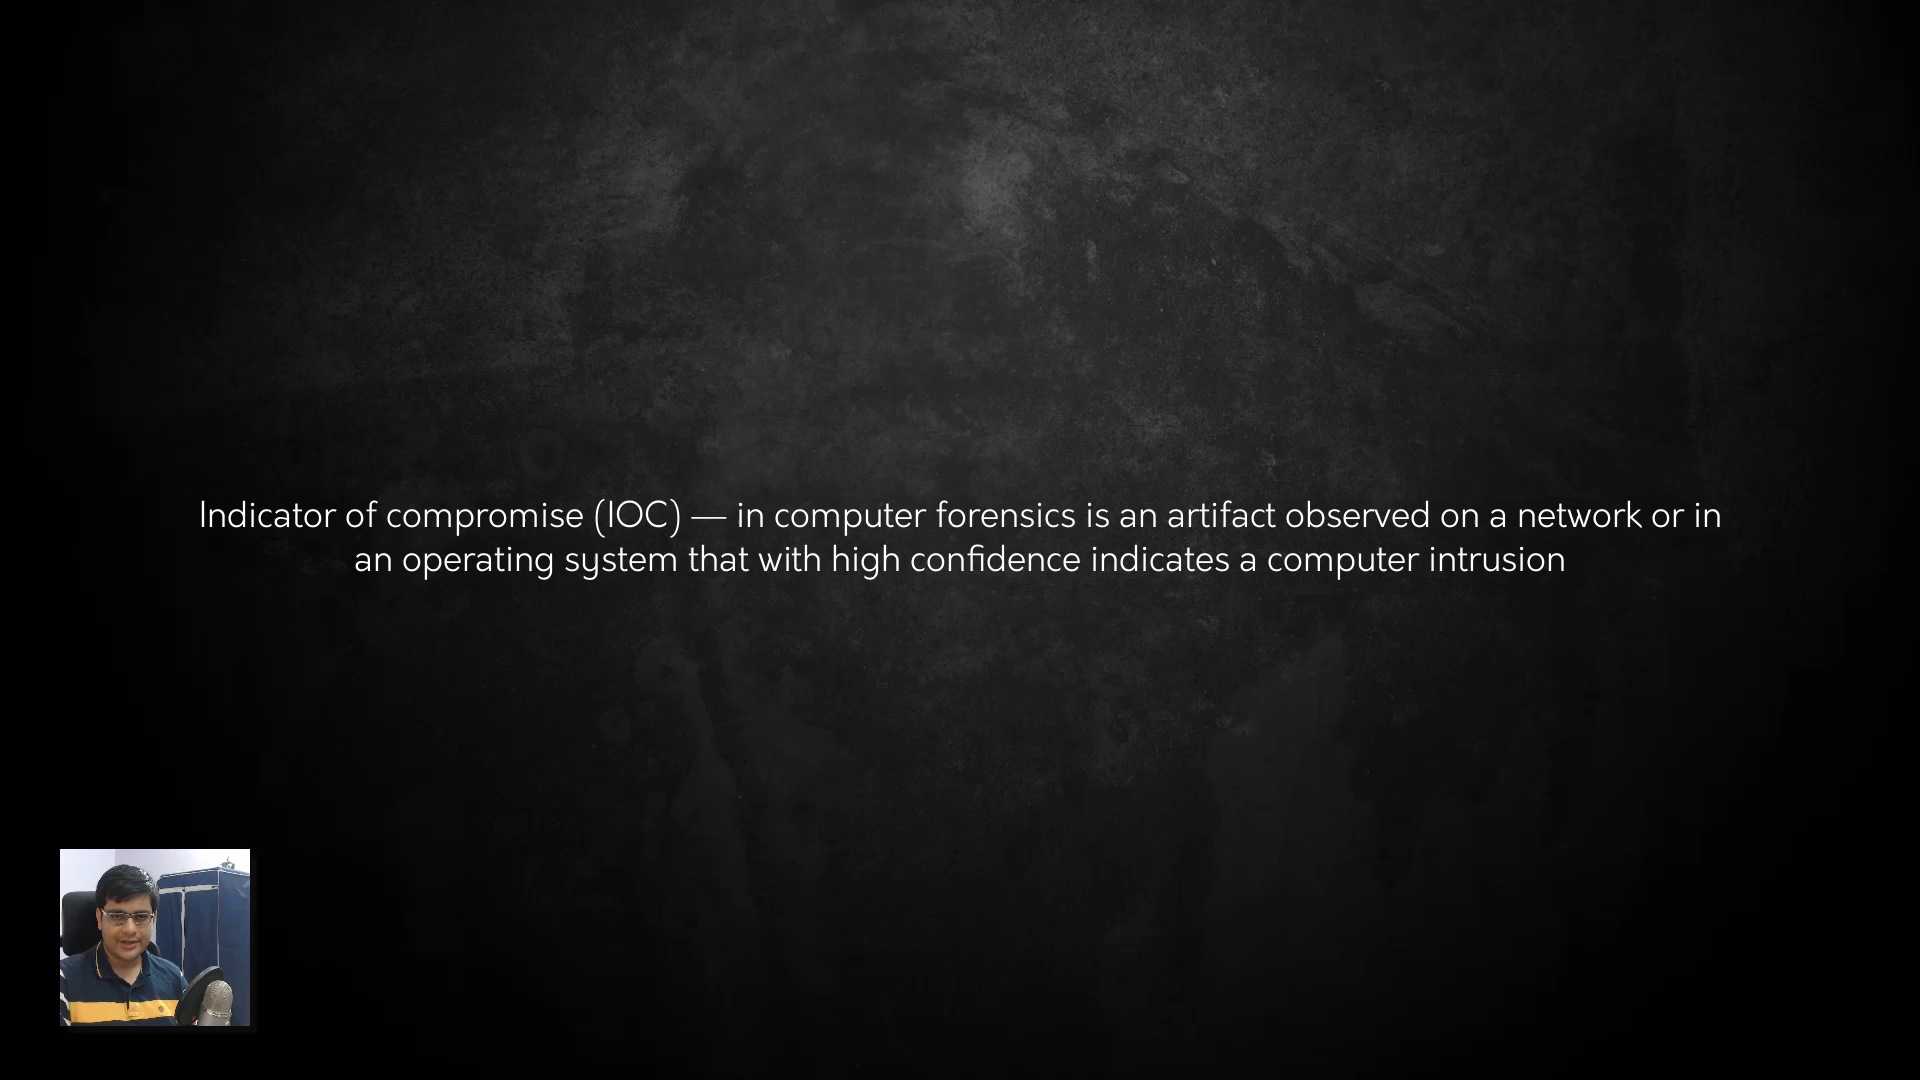 Indicator of compromise (IOC) — in computer forensics is an artifact observed on a network or in
an operating system that with high confidence indicates a computer intrusion